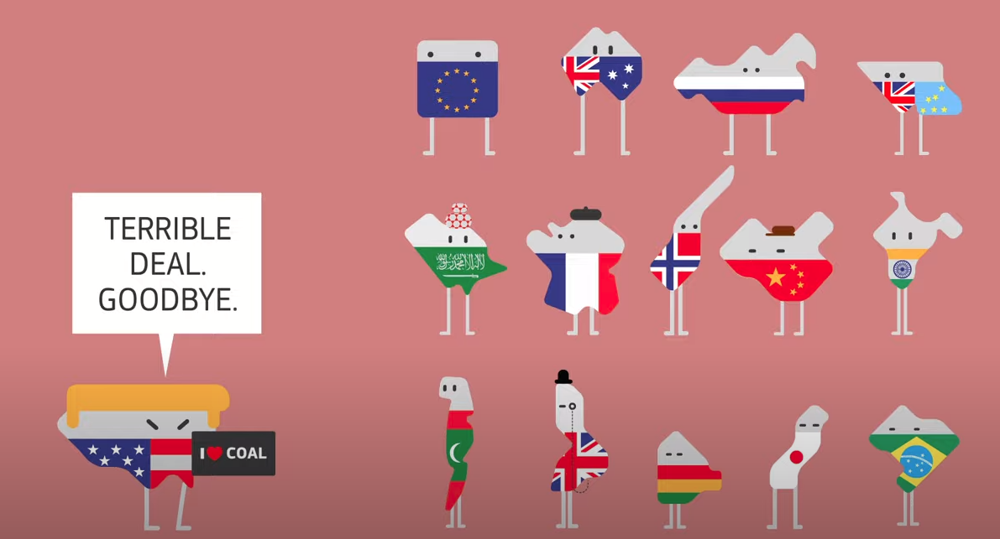 TERRIBLE
DEAL.
GOODBYE.
I ❤ COAL